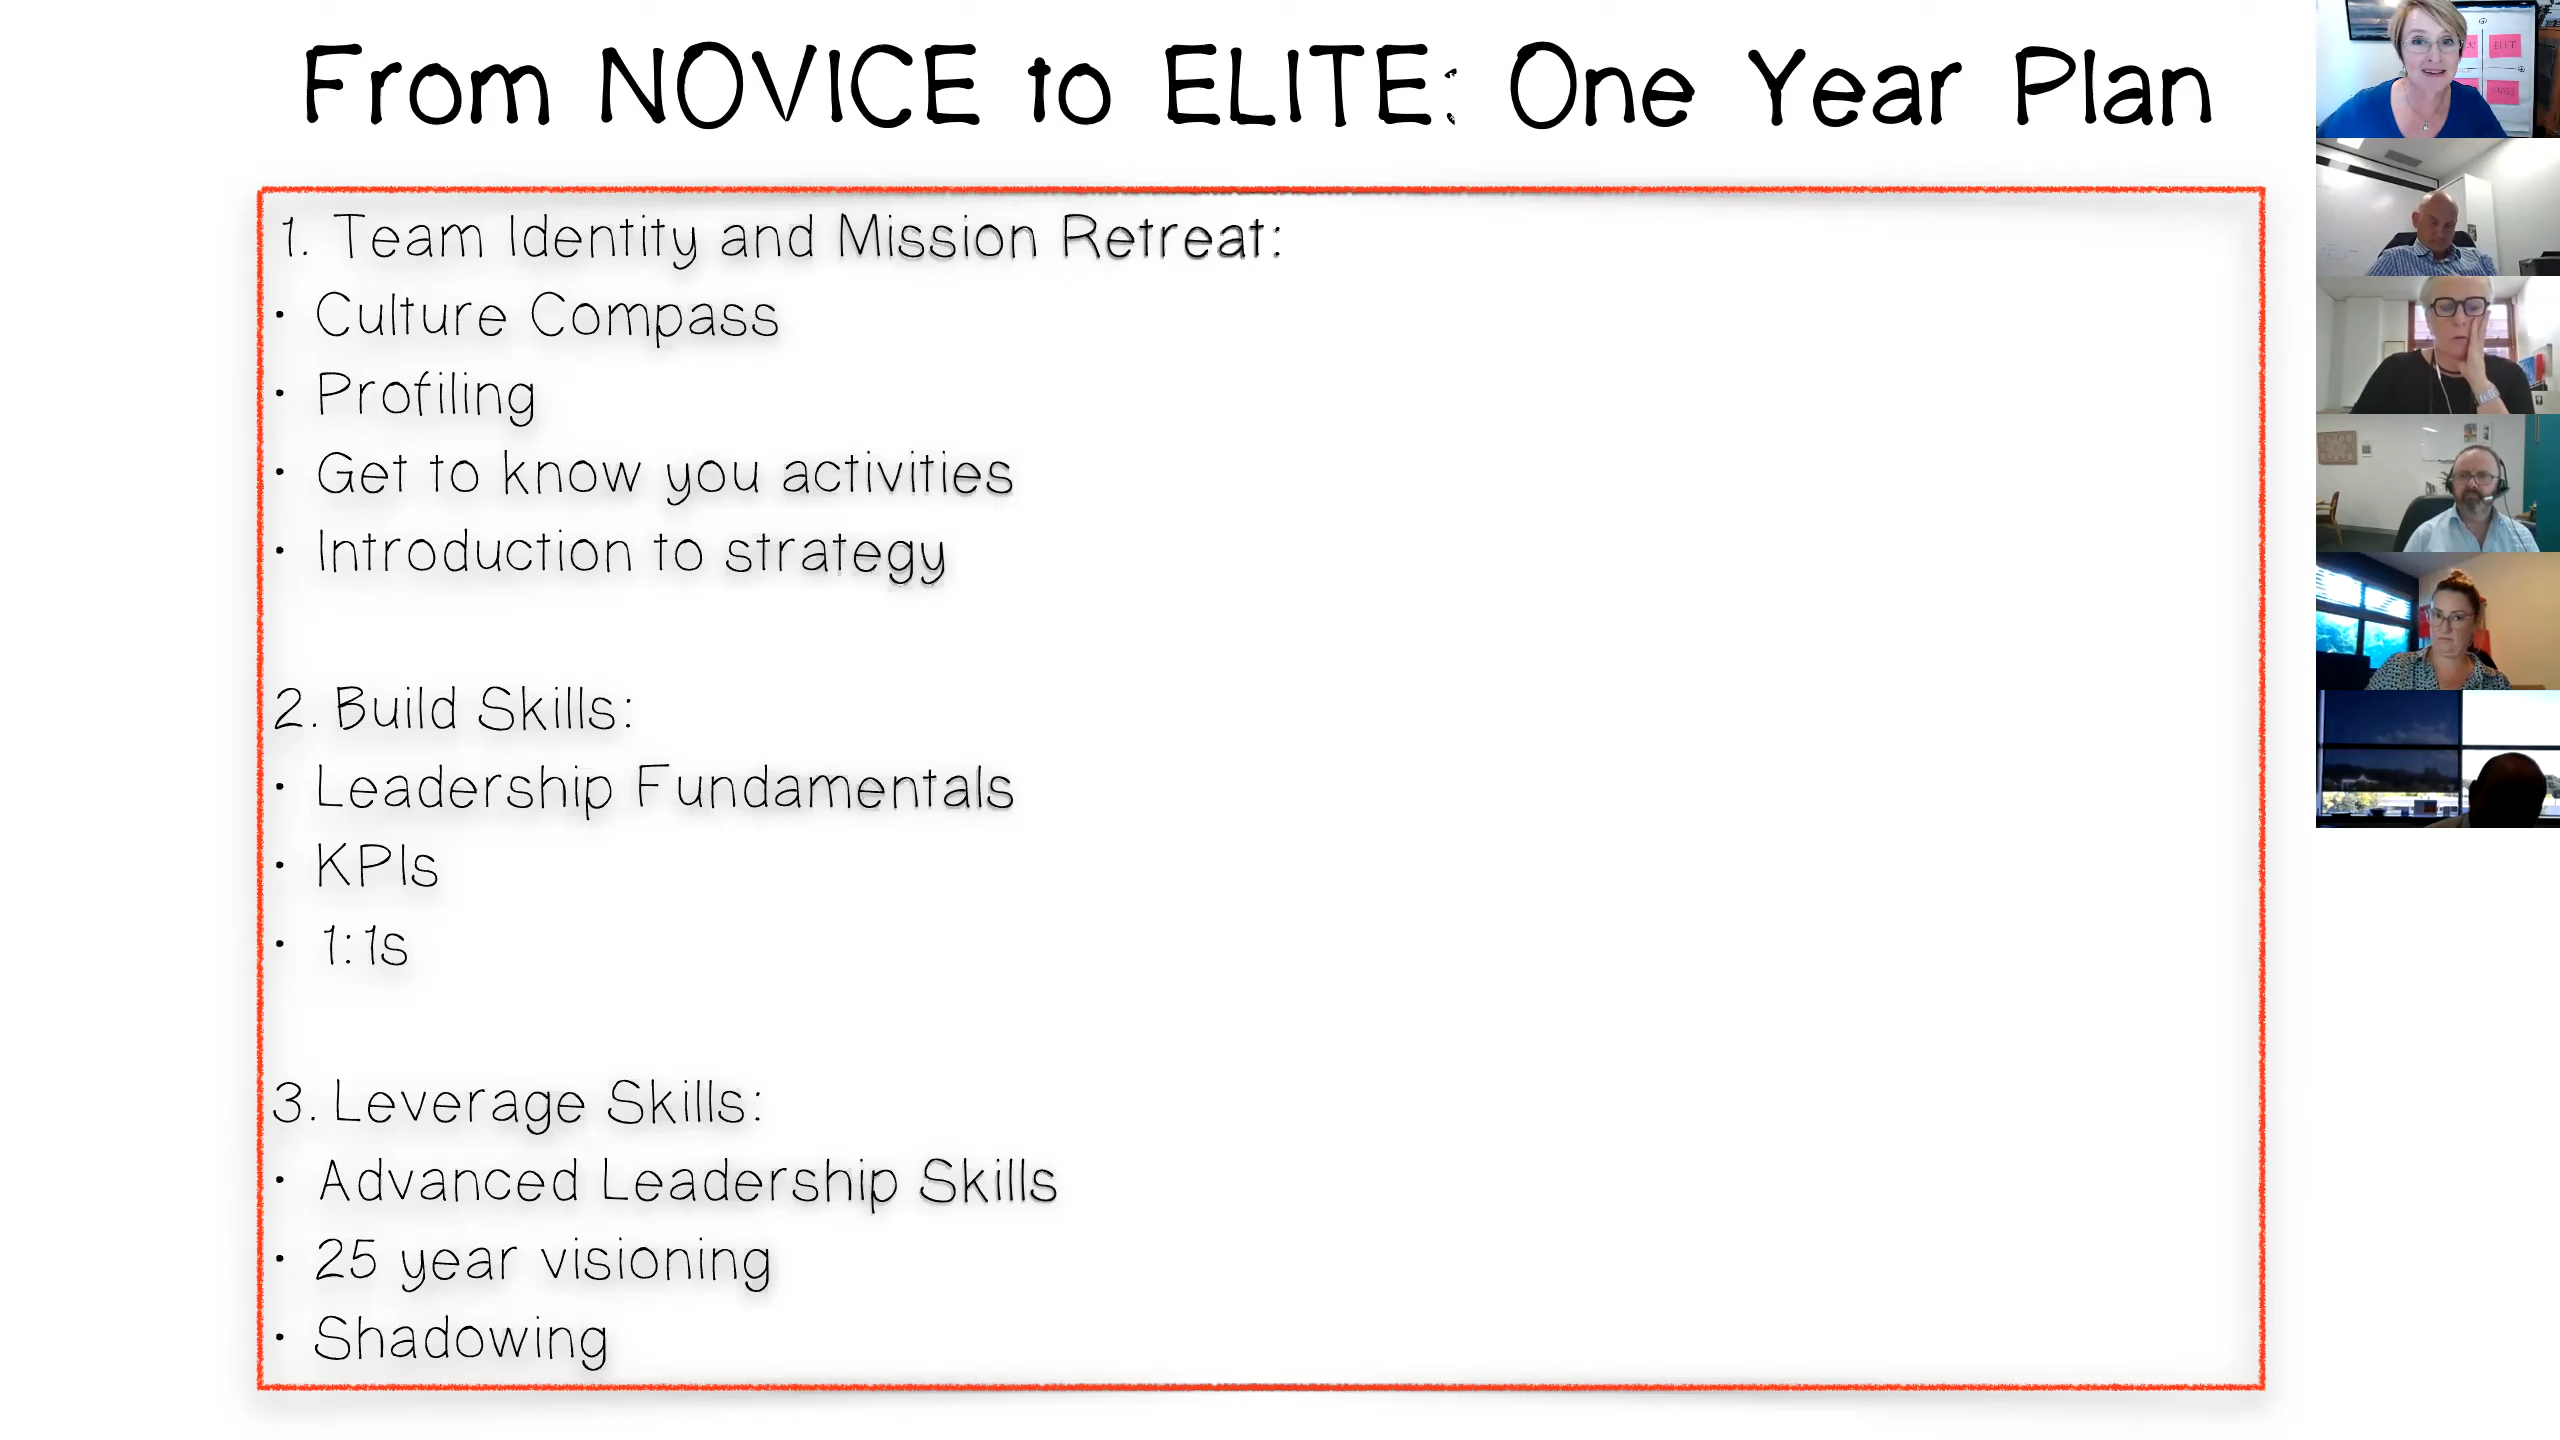 From NOVICE to ELITE: One Year Plan
1. Team Identity and Mission Retreat:
• Culture Compass
• Profiling
• Get to know you activities
• Introduction to strategy
2. Build Skills:
• Leadership Fundamentals
• KPIs
• 1:1s
3. Leverage Skills:
• Advanced Leadership Skills
• 25 year visioning
• Shadowing
ELITE